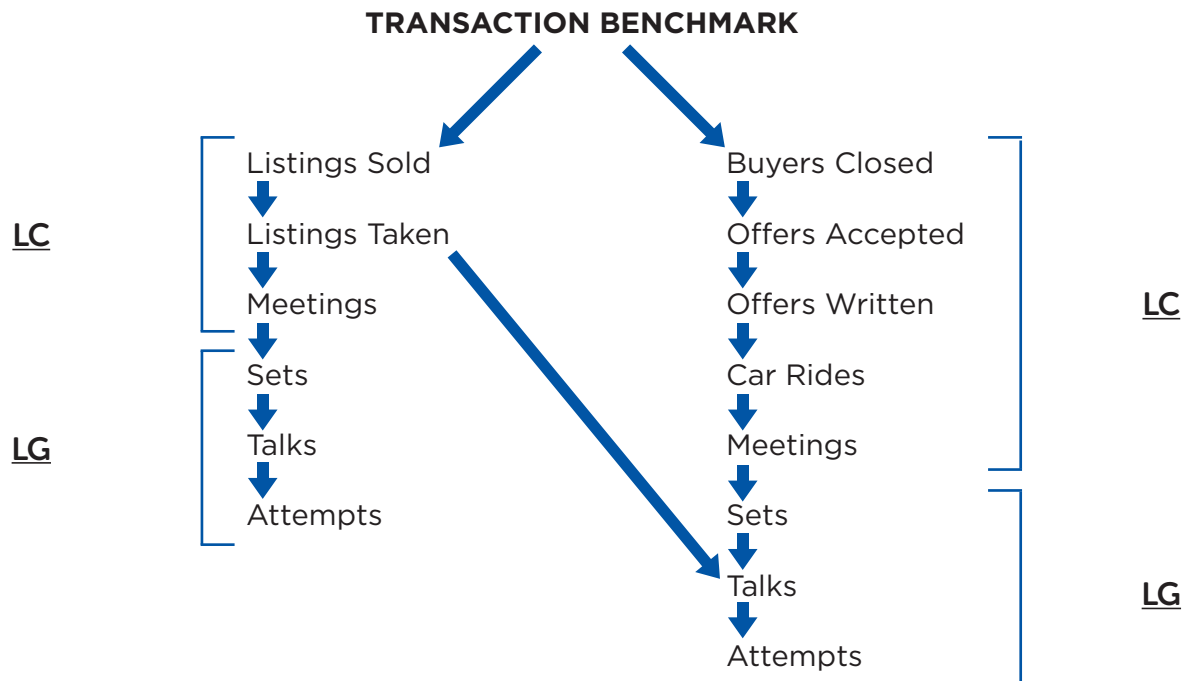 TRANSACTION BENCHMARK
LC
Listings Sold
Listings Taken
Meetings
LG
Sets
Talks
Attempts
Buyers Closed
Offers Accepted
Offers Written
Car Rides
Meetings
LC
Sets
Talks
Attempts
LG